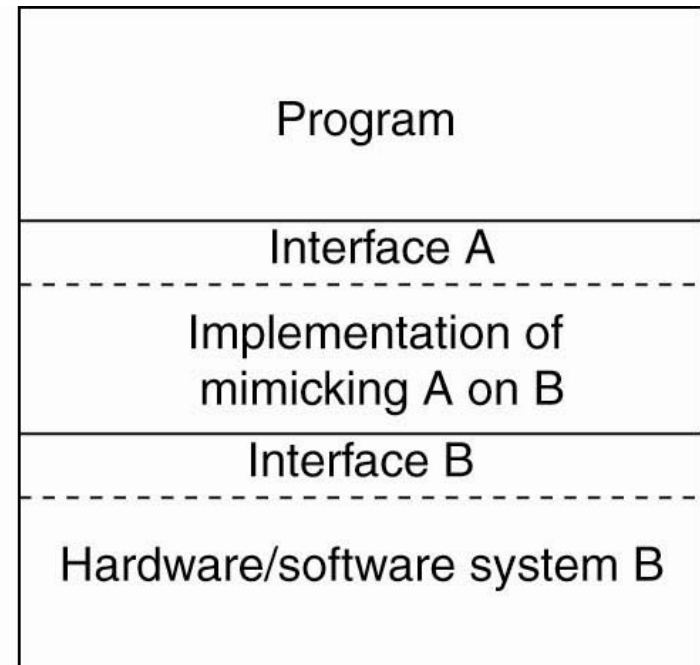 Program
Interface A
Implementation of
mimicking A on B
Interface B
Hardware/software system B